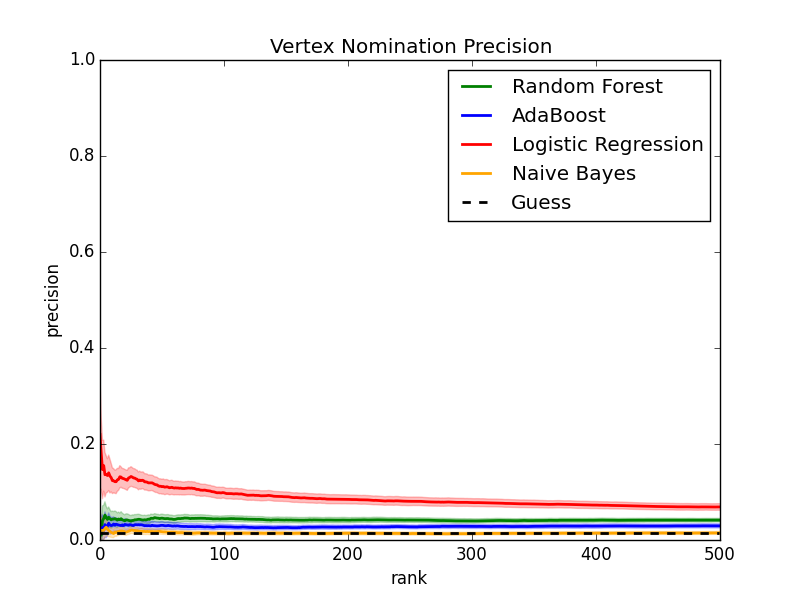 Vertex Nomination Precision
1.0
0.8
0.6
0.4
0.2
0.0
precision
Random Forest
AdaBoost
Logistic Regression
Naive Bayes
Guess
0 100 200 300 400 500
rank